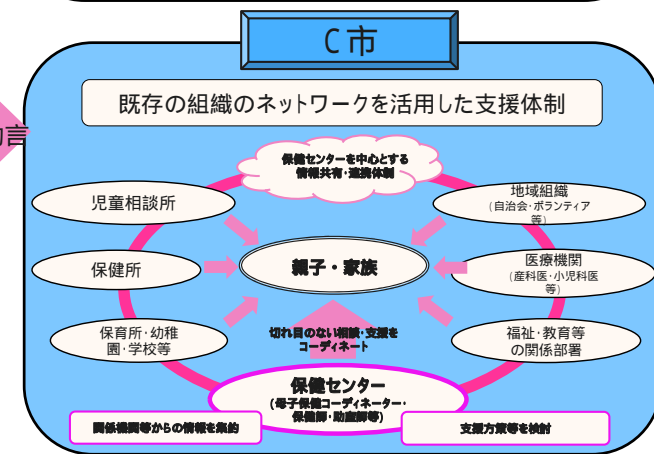 C市
既存の組織のネットワークを活用した支援体制
言
保健センターを中心とする
情報共有・連携体制
児童相談所
地域組織
(自治会・ボランティア
等)
保健所
親子・家族
医療機関
(産科医・小児科医
等)
保育所・幼稚
園・学校等
切れ目のない相談・支援を
コーディネート
福祉・教育等
の関係部署
保健センター
(母子保健コーディネーター・
保健師・助産師等)
関係機関等からの情報を集約
支援方策等を検討